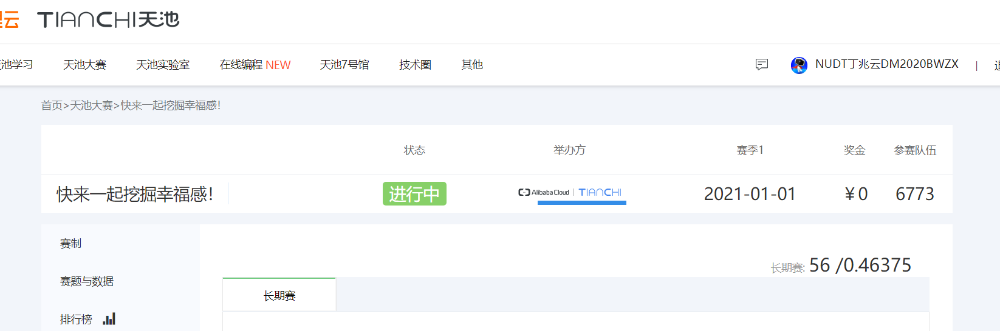 云 TIANCHI天池
池学习 天池大赛 天池实验室 在线编程 NEW 天池7号馆 技术圈 其他 NUDT丁兆云DM2020BWZX |
首页>天池大赛>快来一起挖掘幸福感!
状态 举办方 赛季1 奖金 参赛队伍
快来一起挖掘幸福感! 进行中 Alibaba Cloud | TIANCHI 2021-01-01 ¥0 6773
赛制
长期赛: 56 /0.46375
赛题与数据
长期赛
排行榜